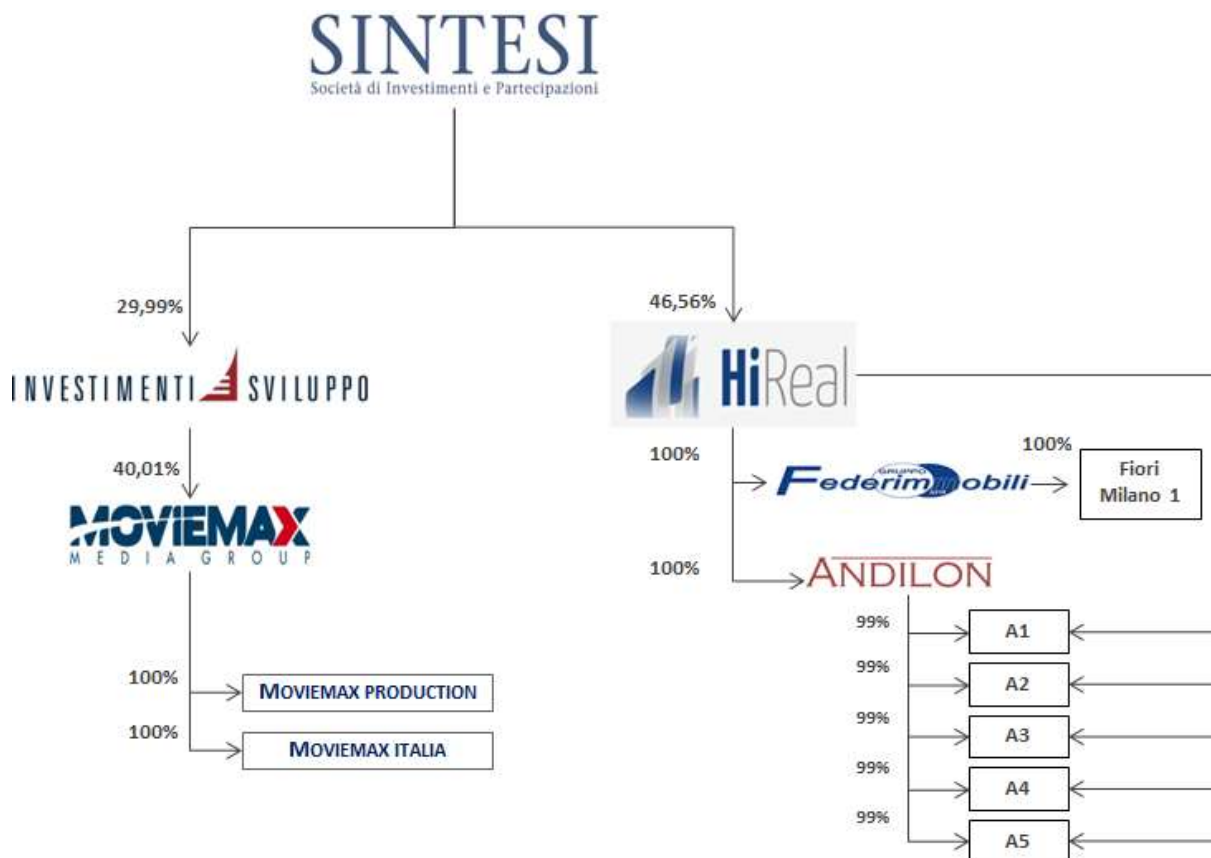 SINTESI
Società di Investimenti e Partecipazioni
29,99%
46,56%
INVESTIMENTI SVILUPPO
HiReal
40,01%
100%
100%
GRUPPO
Federimmobili
Fiori
Milano 1
MOVIEMAX
MEDIA GROUP
100%
ANDILON
99%
A1
99%
A2
99%
A3
99%
A4
99%
A5
100%
MOVIEMAX PRODUCTION
100%
MOVIEMAX ITALIA